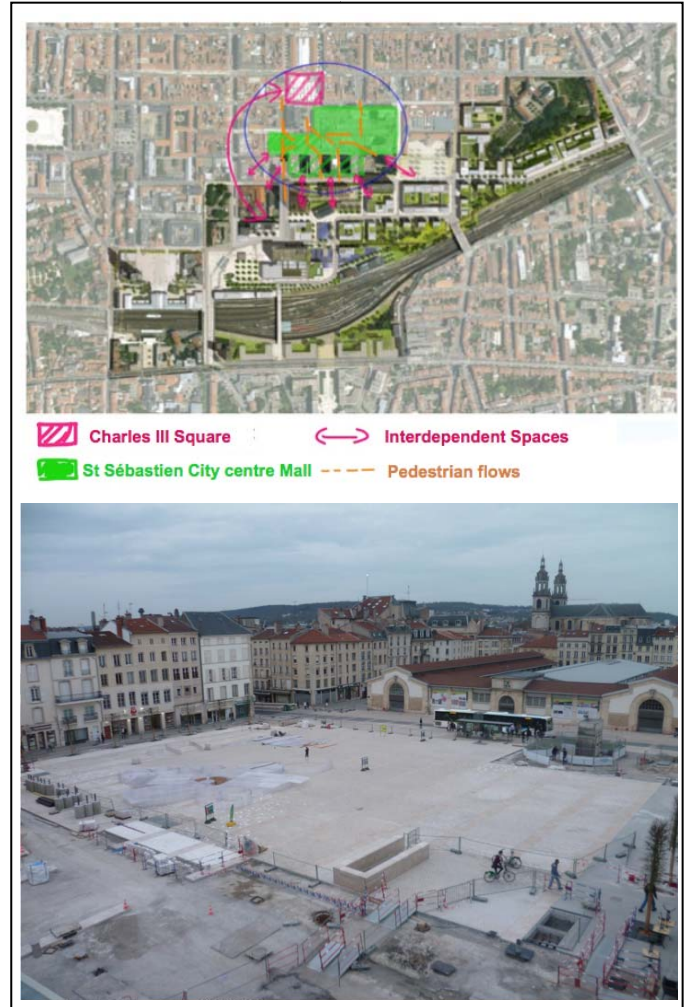 Charles III Square
Interdependent Spaces
St Sébastien City centre Mall
Pedestrian flows